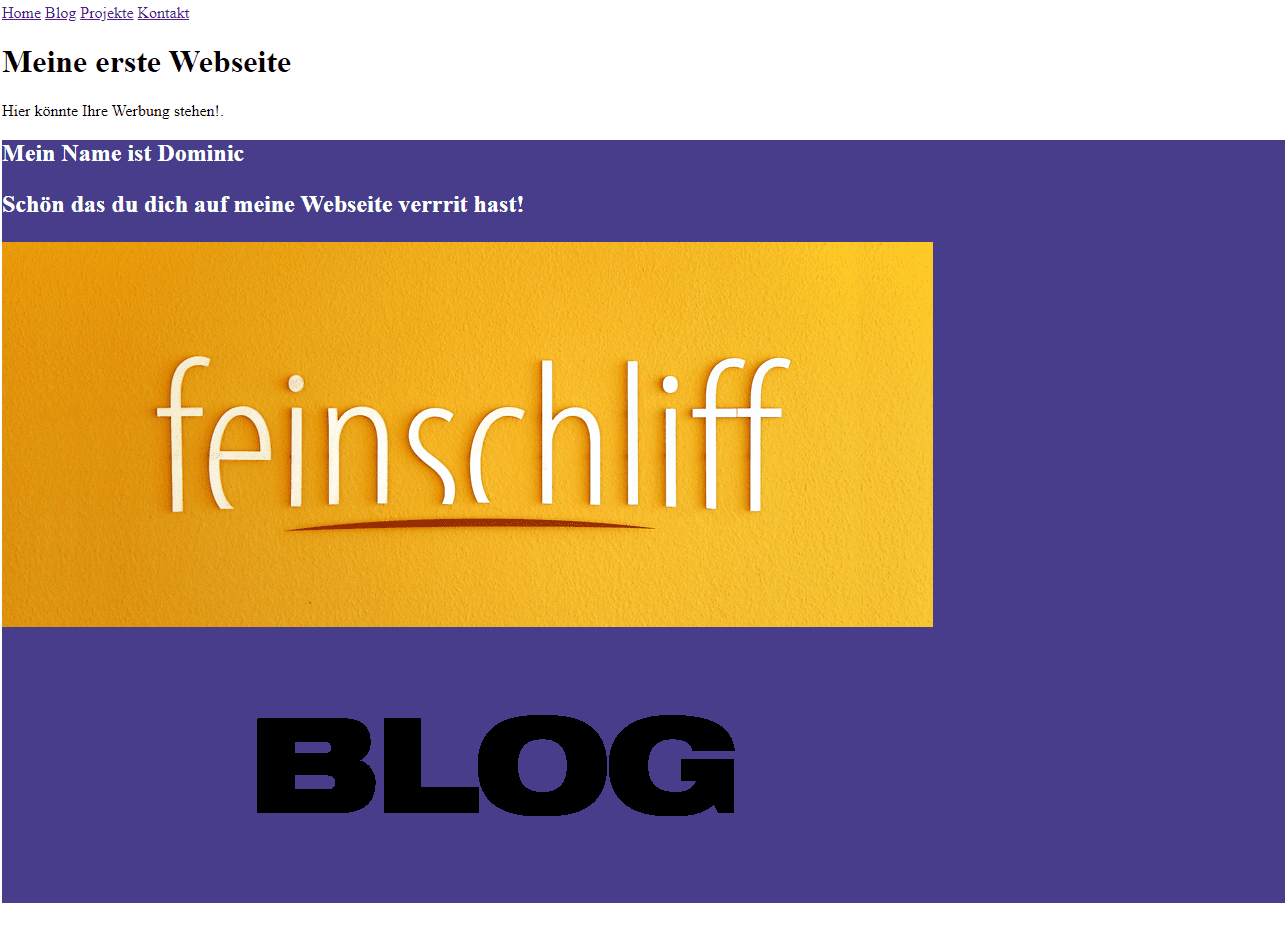 Home Blog Projekte Kontakt
Meine erste Webseite
Hier könnte Ihre Werbung stehen!.
Mein Name ist Dominic
Schön das du dich auf meine Webseite verrrit hast!
feinschliff
BLOG